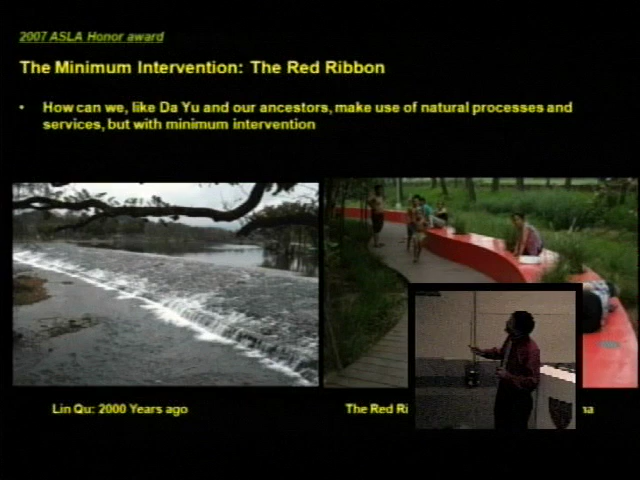 2007 ASLA Honor award
The Minimum Intervention: The Red Ribbon
• How can we, like Da Yu and our ancestors, make use of natural processes and
services, but with minimum intervention
Lin Qu: 2000 Years ago
The Red Ri
na